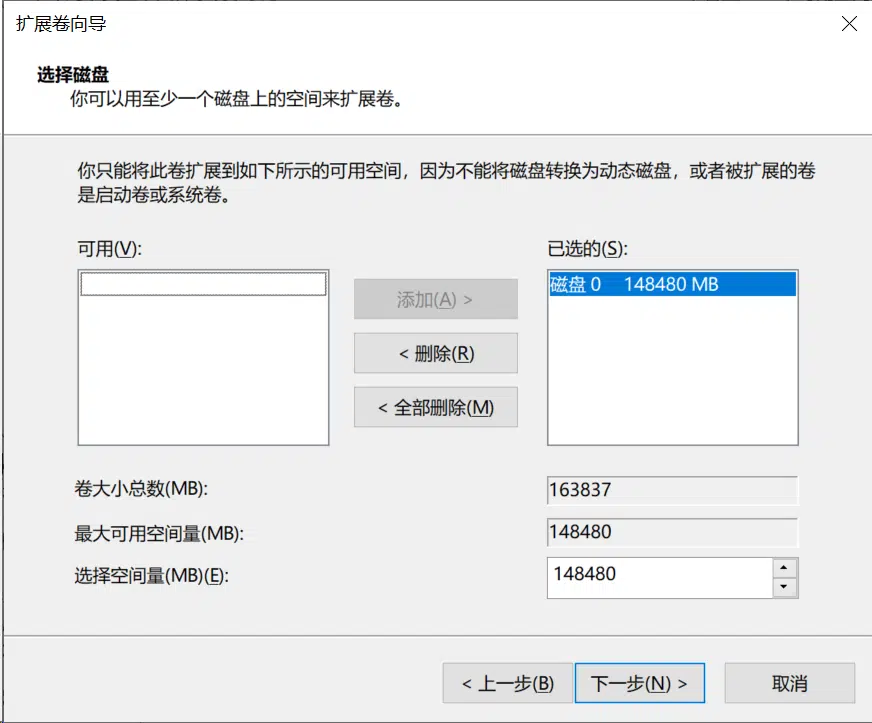 扩展卷向导
选择磁盘
你可以用至少一个磁盘上的空间来扩展卷。
你只能将此卷扩展到如下所示的可用空间，因为不能将磁盘转换为动态磁盘，或者被扩展的卷
是启动卷或系统卷。
可用(V):
已选的(S):
磁盘 0 148480 MB
添加(A) >
< 删除(R)
< 全部删除(M)
卷大小总数(MB):
163837
最大可用空间量(MB):
148480
选择空间量(MB)(E):
148480
< 上一步(B)
下一步(N) >
取消